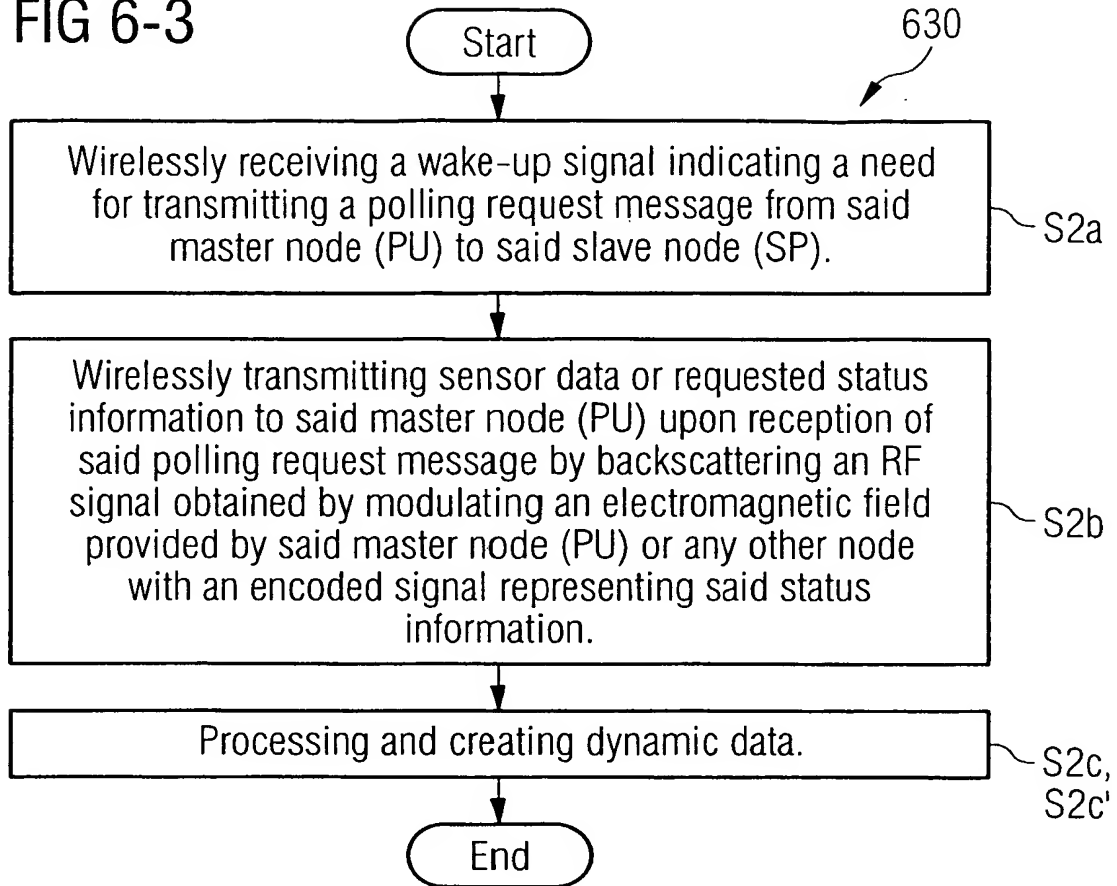 FIG 6-3
Start
630
Wirelessly receiving a wake-up signal indicating a need
for transmitting a polling request message from said
master node (PU) to said slave node (SP).
S2a
Wirelessly transmitting sensor data or requested status
information to said master node (PU) upon reception of
said polling request message by backscattering an RF
signal obtained by modulating an electromagnetic field
provided by said master node (PU) or any other node
with an encoded signal representing said status
information.
S2b
Processing and creating dynamic data.
S2c,
S2c'
End